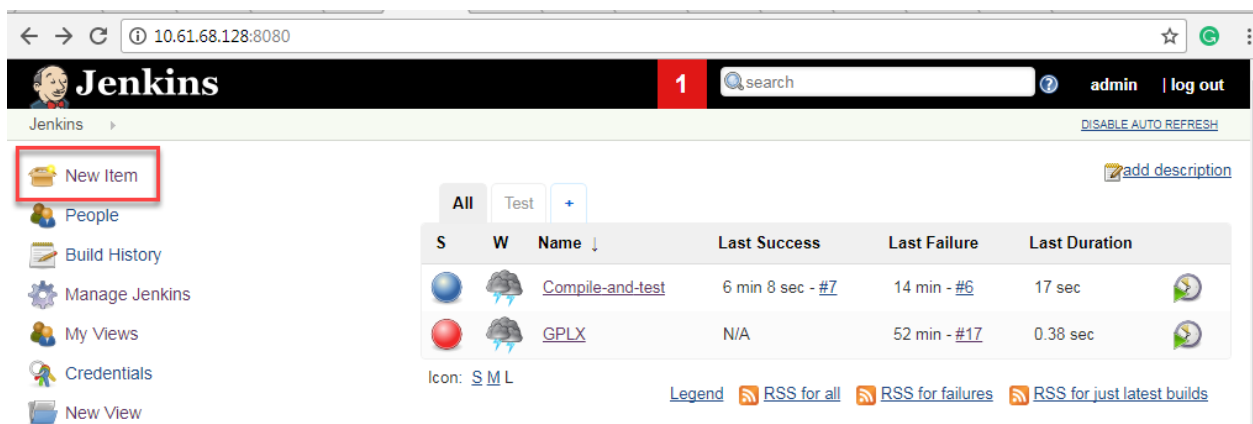 10.61.68.128:8080
Jenkins
1
search
admin
| log out
Jenkins
DISABLE AUTO REFRESH
New Item
People
Build History
Manage Jenkins
My Views
Credentials
New View
add description
All Test +
S W Name ↓ Last Success Last Failure Last Duration
Compile-and-test 6 min 8 sec - #7 14 min - #6 17 sec
GPLX N/A 52 min - #17 0.38 sec
Icon: S M L
Legend RSS for all RSS for failures RSS for just latest builds